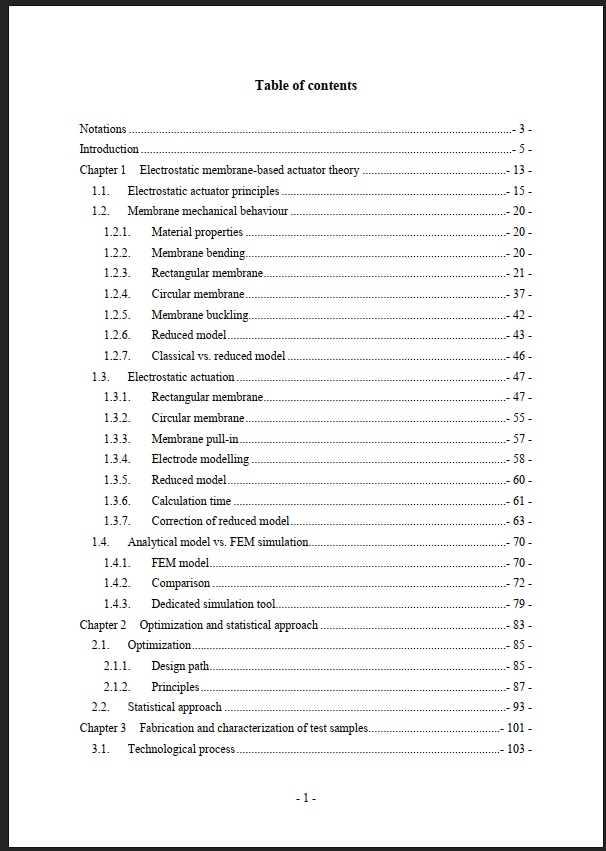 Table of contents
Notations - 3 -
Introduction - 5 -
Chapter 1 Electrostatic membrane-based actuator theory - 13 -
1.1. Electrostatic actuator principles - 15 -
1.2. Membrane mechanical behaviour - 20 -
1.2.1. Material properties - 20 -
1.2.2. Membrane bending - 20 -
1.2.3. Rectangular membrane - 21 -
1.2.4. Circular membrane - 37 -
1.2.5. Membrane buckling - 42 -
1.2.6. Reduced model - 43 -
1.2.7. Classical vs. reduced model - 46 -
1.3. Electrostatic actuation - 47 -
1.3.1. Rectangular membrane - 47 -
1.3.2. Circular membrane - 55 -
1.3.3. Membrane pull-in - 57 -
1.3.4. Electrode modelling - 58 -
1.3.5. Reduced model - 60 -
1.3.6. Calculation time - 61 -
1.3.7. Correction of reduced model - 63 -
1.4. Analytical model vs. FEM simulation - 70 -
1.4.1. FEM model - 70 -
1.4.2. Comparison - 72 -
1.4.3. Dedicated simulation tool - 79 -
Chapter 2 Optimization and statistical approach - 83 -
2.1. Optimization - 85 -
2.1.1. Design path - 85 -
2.1.2. Principles - 87 -
2.2. Statistical approach - 93 -
Chapter 3 Fabrication and characterization of test samples - 101 -
3.1. Technological process - 103 -
- 1 -